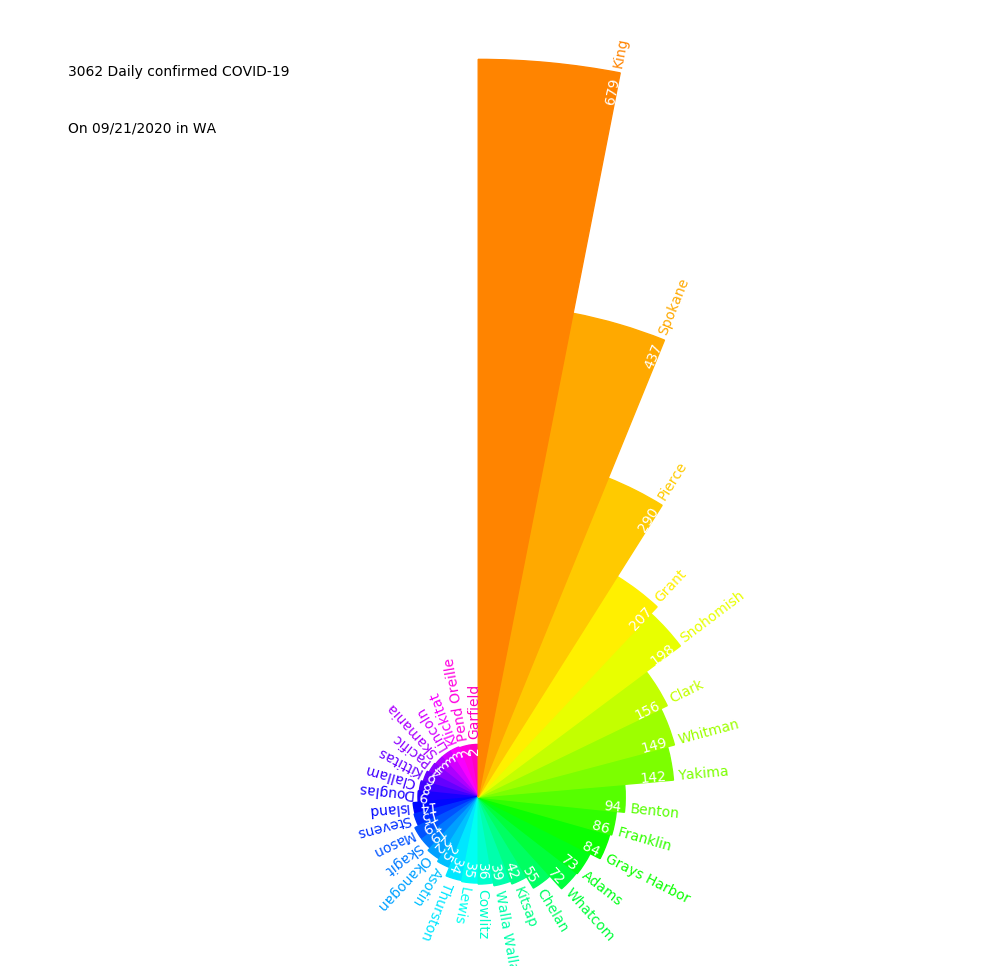 3062 Daily confirmed COVID-19
On 09/21/2020 in WA
King
679
Spokane
437
Pierce
290
Grant
207
Snohomish
198
Clark
156
Whitman
149
Yakima
142
Benton
94
Franklin
86
Grays Harbor
84
Adams
73
Whatcom
72
Chelan
55
Kitsap
42
Walla Walla
39
Cowlitz
36
Lewis
35
Thurston
Asotin
Okanogan
Skagit
Mason
Stevens
Island
14
Douglas
Clallam
Kittitas
Pacific
Skamania
Lincoln
Klickitat
Pend Oreille
2
Garfield
2